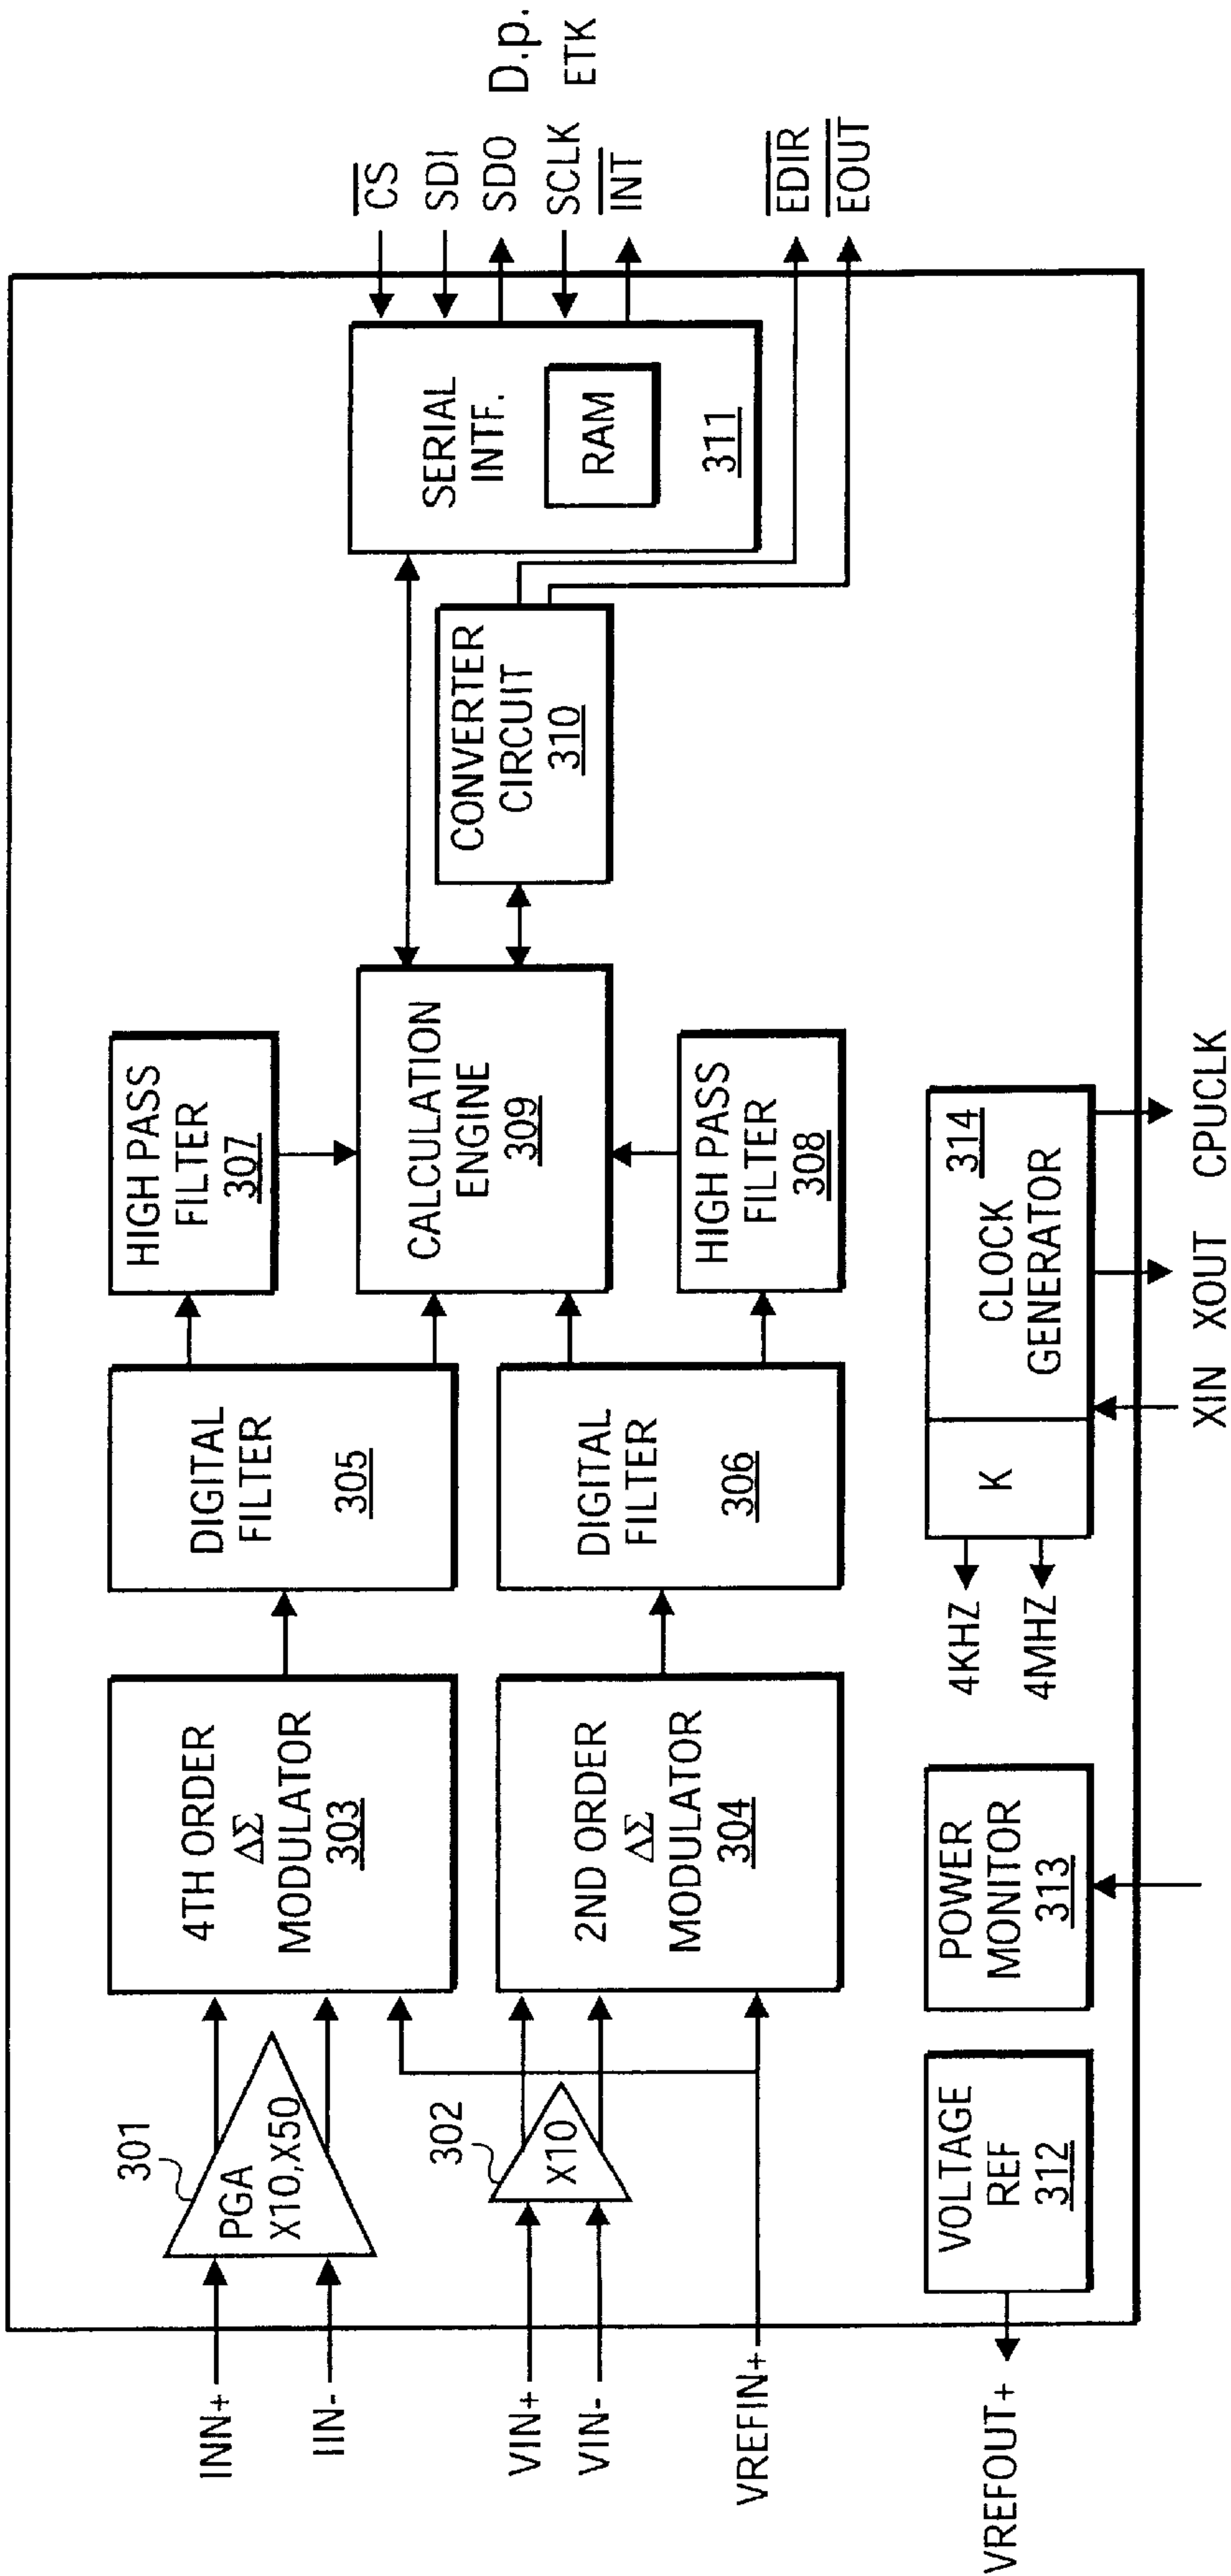 INN+
IIN-
VIN+
VIN-
VREFIN+
VREFOUT+
301
PGA
X10,X50
302
X10
4TH ORDER
ΔΣ
MODULATOR
303
2ND ORDER
ΔΣ
MODULATOR
304
DIGITAL
FILTER
305
DIGITAL
FILTER
306
HIGH PASS
FILTER
307
CALCULATION
ENGINE
309
HIGH PASS
FILTER
308
CONVERTER
CIRCUIT
310
SERIAL
INTF.
RAM
311
CS
SDI
SDO
SCLK
INT
D.p.
ETK
EDIR
EOUT
VOLTAGE
REF
312
POWER
MONITOR
313
4KHZ
4MHZ
K
314
CLOCK
GENERATOR
XIN XOUT CPUCLK